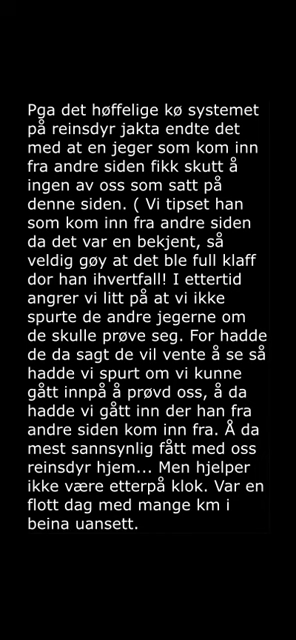 Pga det høffelige kø systemet
på reinsdyr jakta endte det
med at en jeger som kom inn
fra andre siden fikk skutt å
ingen av oss som satt på
denne siden. ( Vi tipset han
som kom inn fra andre siden
da det var en bekjent, så
veldig gøy at det ble full klaff
dor han ihvertfall! I ettertid
angrer vi litt på at vi ikke
spurte de andre jegerne om
de skulle prøve seg. For hadde
de da sagt de vil vente å se så
hadde vi spurt om vi kunne
gått innpå å prøvd oss, å da
hadde vi gått inn der han fra
andre siden kom inn fra. Å da
mest sannsynlig fått med oss
reinsdyr hjem... Men hjelper
ikke være etterpå klok. Var en
flott dag med mange km i
beina uansett.